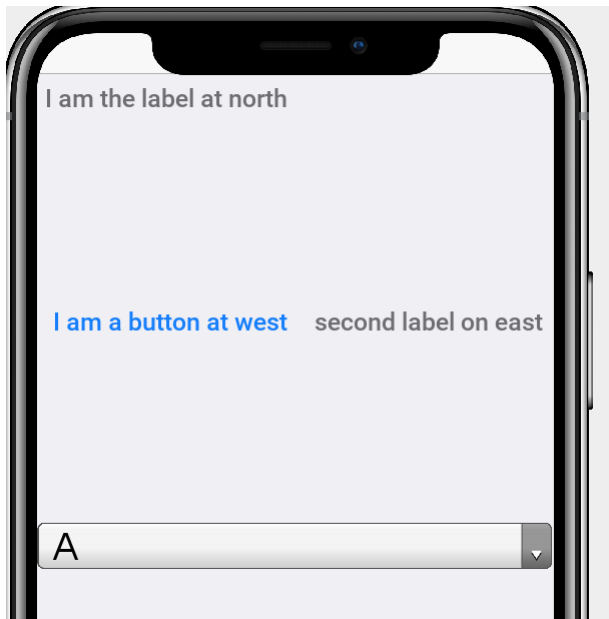 I am the label at north
I am a button at west second label on east
A